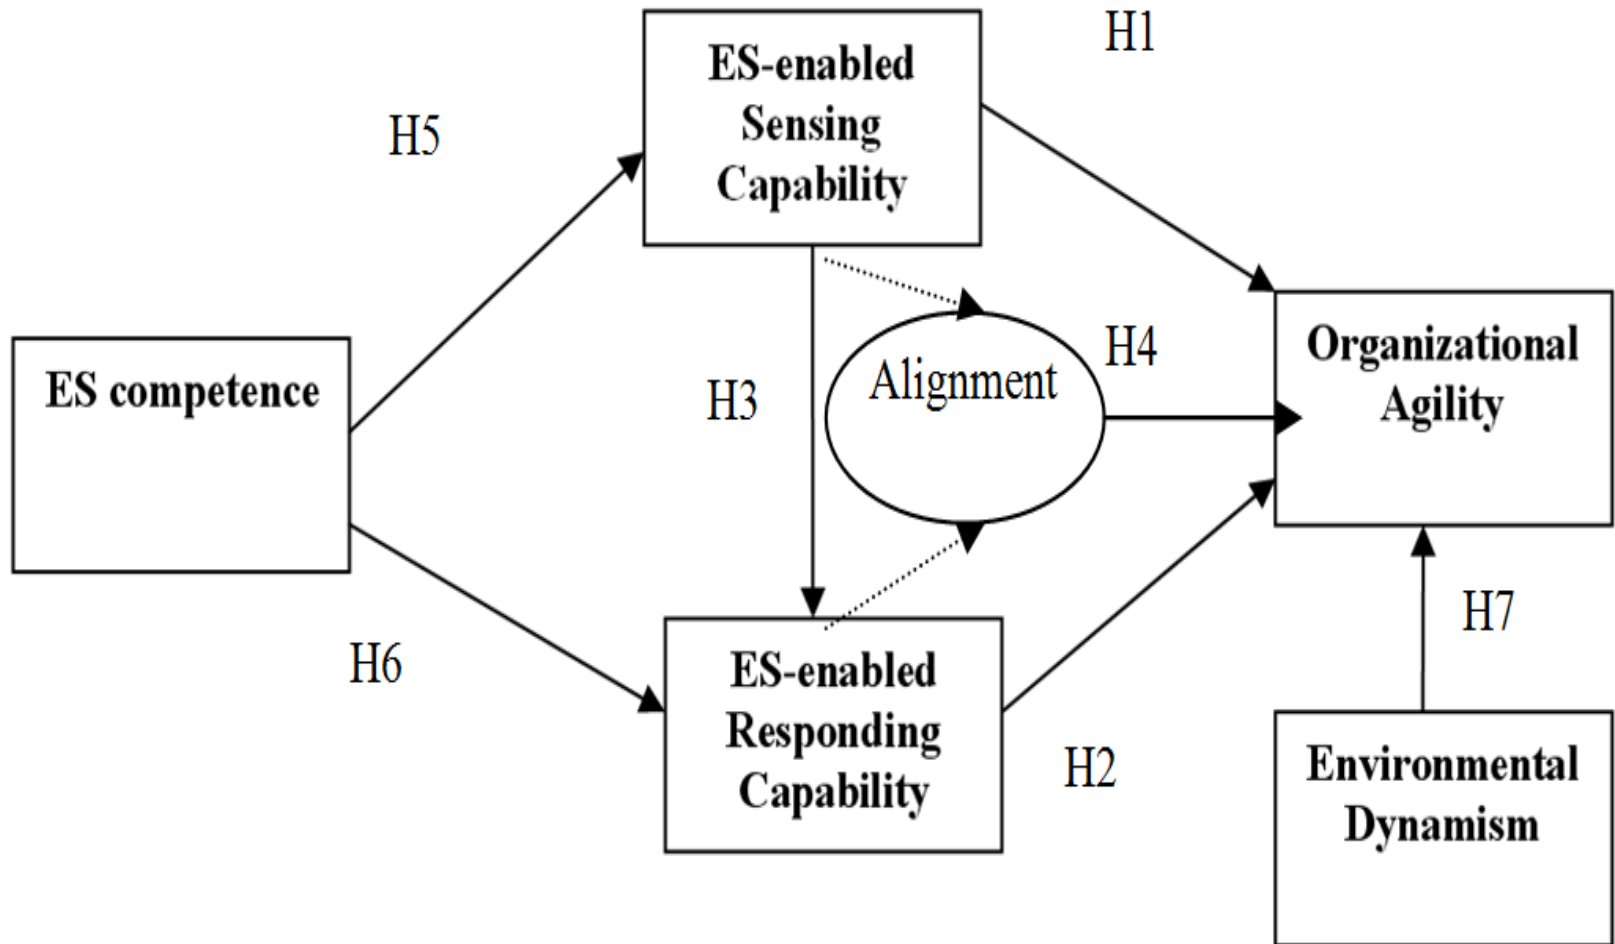 H1
ES-enabled
Sensing
Capability
H5
Organizational
Agility
H4
Alignment
H3
ES competence
H7
H6
ES-enabled
Responding
Capability
H2
Environmental
Dynamism